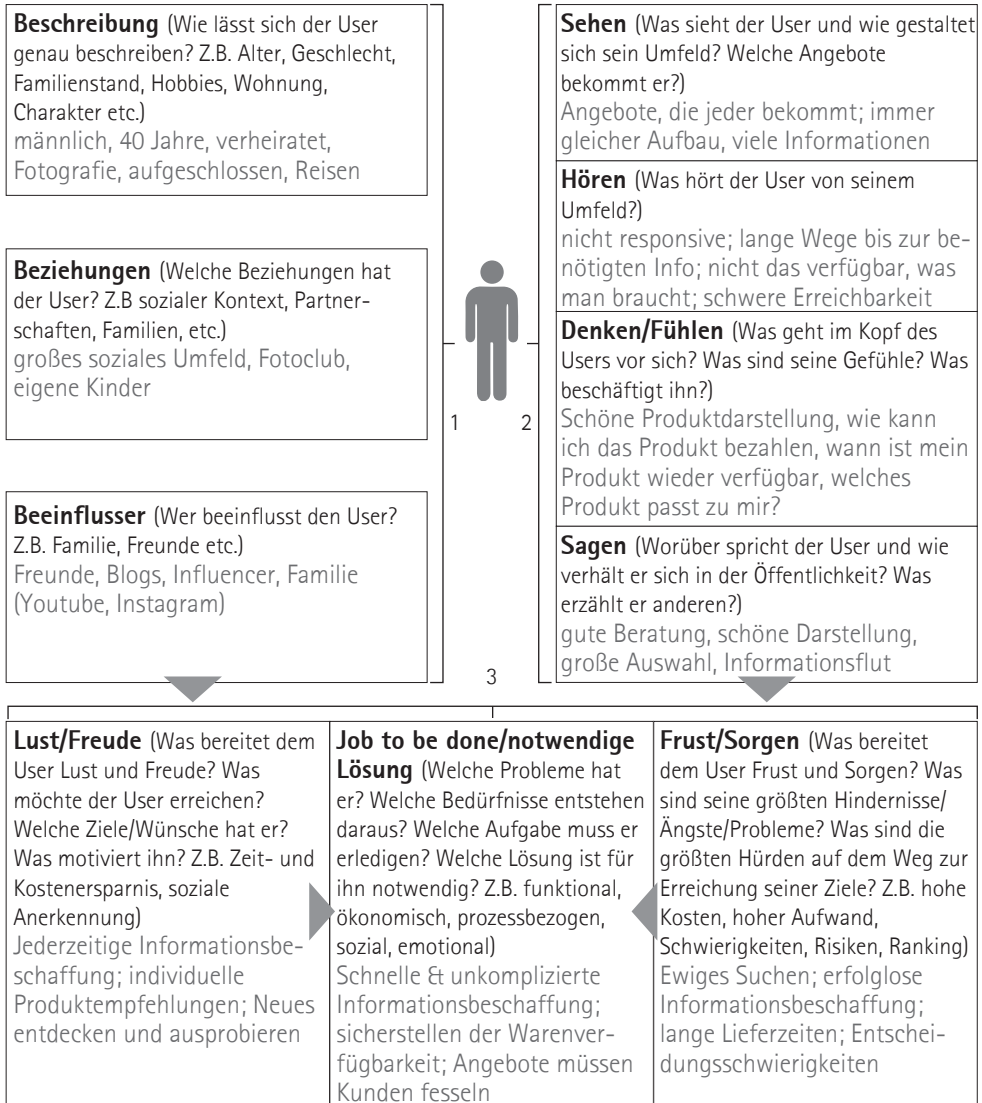 Beschreibung (Wie lässt sich der User
genau beschreiben? Z.B. Alter, Geschlecht,
Familienstand, Hobbies, Wohnung,
Charakter etc.)
männlich, 40 Jahre, verheiratet,
Fotografie, aufgeschlossen, Reisen
Beziehungen (Welche Beziehungen hat
der User? Z.B sozialer Kontext, Partner-
schaften, Familien, etc.)
großes soziales Umfeld, Fotoclub,
eigene Kinder
Beeinflusser (Wer beeinflusst den User?
Z.B. Familie, Freunde etc.)
Freunde, Blogs, Influencer, Familie
(Youtube, Instagram)
1
2
Sehen (Was sieht der User und wie gestaltet
sich sein Umfeld? Welche Angebote
bekommt er?)
Angebote, die jeder bekommt; immer
gleicher Aufbau, viele Informationen
Hören (Was hört der User von seinem
Umfeld?)
nicht responsive; lange Wege bis zur be-
nötigten Info; nicht das verfügbar, was
man braucht; schwere Erreichbarkeit
Denken/Fühlen (Was geht im Kopf des
Users vor sich? Was sind seine Gefühle? Was
beschäftigt ihn?)
Schöne Produktdarstellung, wie kann
ich das Produkt bezahlen, wann ist mein
Produkt wieder verfügbar, welches
Produkt passt zu mir?
Sagen (Worüber spricht der User und wie
verhält er sich in der Öffentlichkeit? Was
erzählt er anderen?)
gute Beratung, schöne Darstellung,
große Auswahl, Informationsflut
3
Lust/Freude (Was bereitet dem
User Lust und Freude? Was
möchte der User erreichen?
Welche Ziele/Wünsche hat er?
Was motiviert ihn? Z.B. Zeit- und
Kostenersparnis, soziale
Anerkennung)
Jederzeitige Informationsbe-
schaffung; individuelle
Produktempfehlungen; Neues
entdecken und ausprobieren
Job to be done/notwendige
Lösung (Welche Probleme hat
er? Welche Bedürfnisse entstehen
daraus? Welche Aufgabe muss er
erledigen? Welche Lösung ist für
ihn notwendig? Z.B. funktional,
ökonomisch, prozessbezogen,
sozial, emotional)
Schnelle & unkomplizierte
Informationsbeschaffung;
sicherstellen der Warenver-
fügbarkeit; Angebote müssen
Kunden fesseln
Frust/Sorgen (Was bereitet
dem User Frust und Sorgen? Was
sind seine größten Hindernisse/
Ängste/Probleme? Was sind die
größten Hürden auf dem Weg zur
Erreichung seiner Ziele? Z.B. hohe
Kosten, hoher Aufwand,
Schwierigkeiten, Risiken, Ranking)
Ewiges Suchen; erfolglose
Informationsbeschaffung;
lange Lieferzeiten; Entschei-
dungsschwierigkeiten